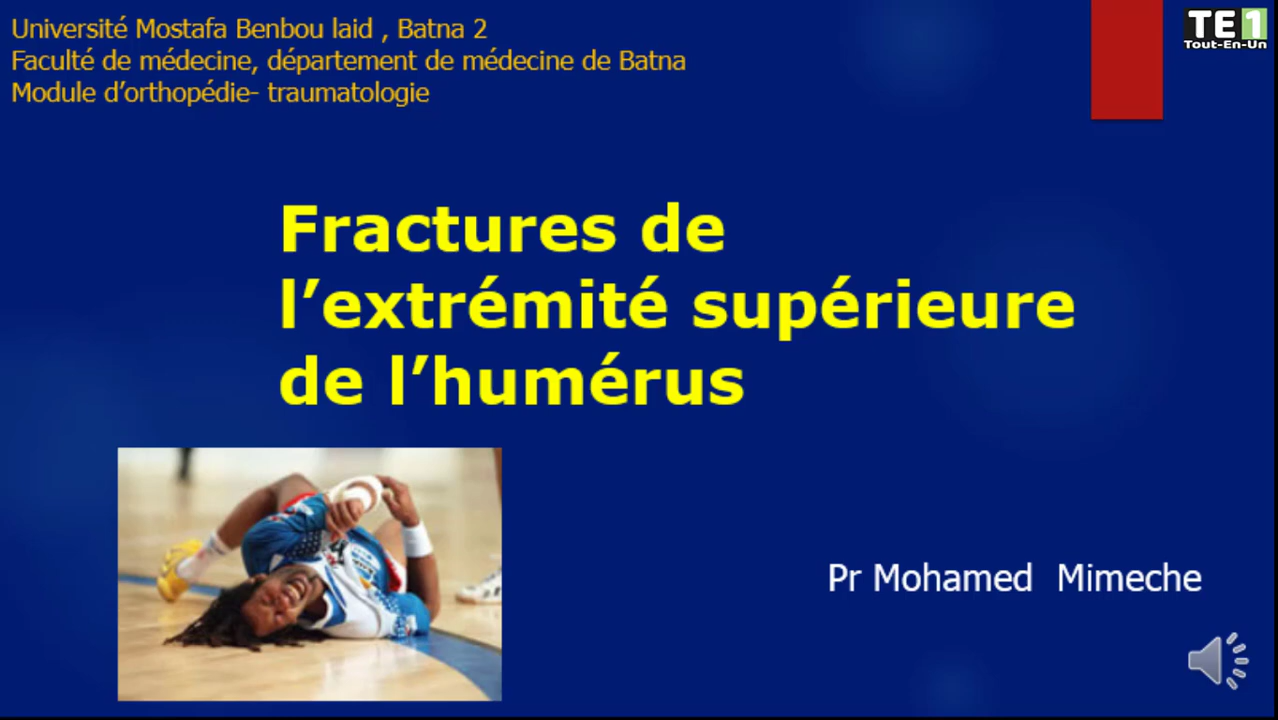 Université Mostafa Benbou laid , Batna 2
Faculté de médecine, département de médecine de Batna
Module d’orthopédie- traumatologie
TE1
Tout-En-Un
Fractures de
l’extrémité supérieure
de l’humérus
Pr Mohamed Mimeche